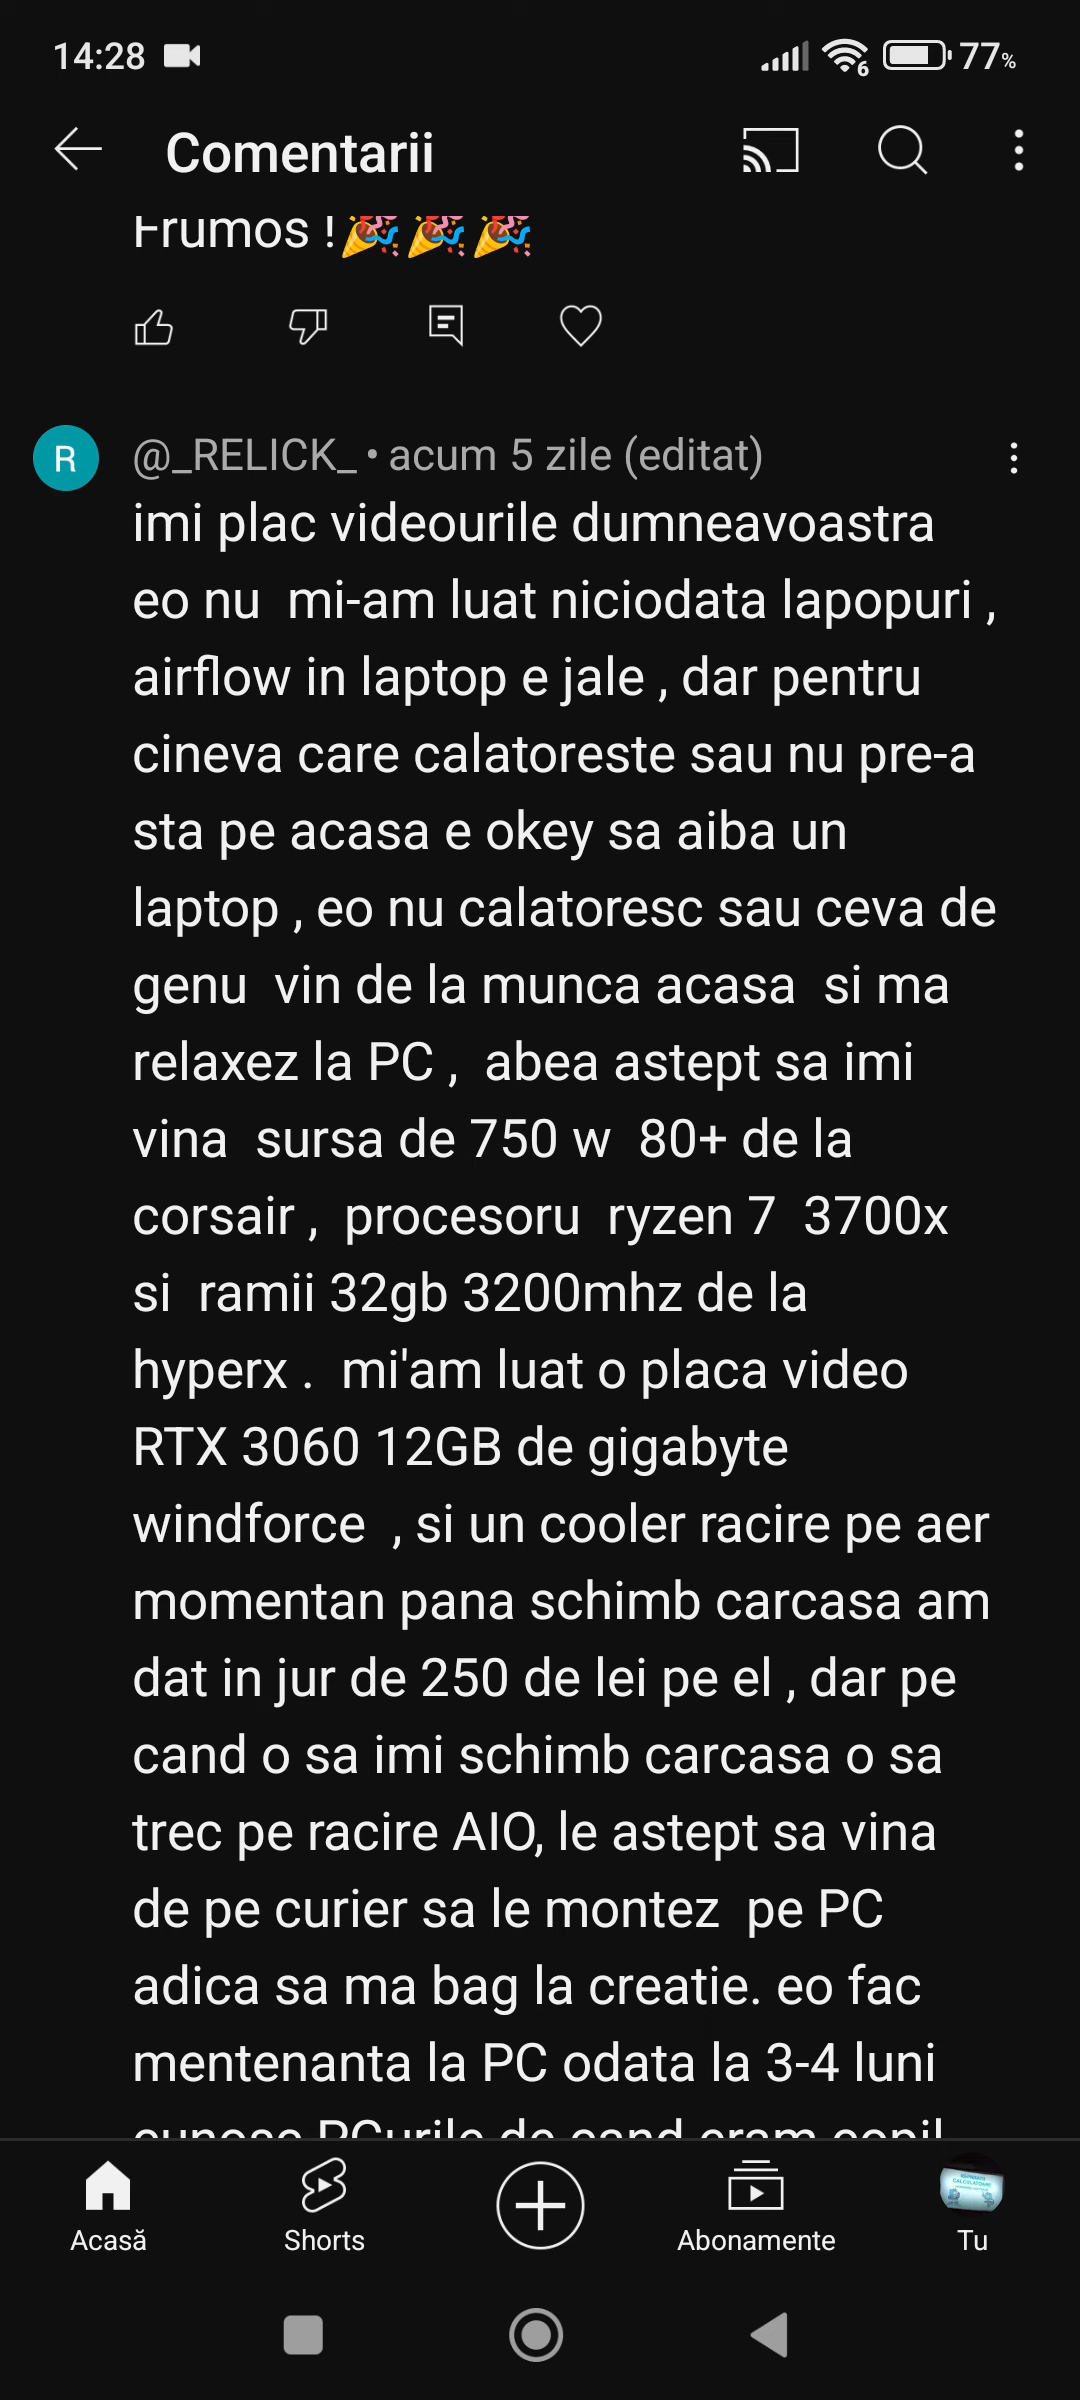 14:28
6
77%
Comentarii
Frumos !🎉🎉🎉
R
@_RELICK_ • acum 5 zile (editat)
imi plac videourile dumneavoastra
eo nu  mi-am luat niciodata lapopuri ,
airflow in laptop e jale , dar pentru
cineva care calatoreste sau nu pre-a
sta pe acasa e okey sa aiba un
laptop , eo nu calatoresc sau ceva de
genu  vin de la munca acasa  si ma
relaxez la PC ,  abea astept sa imi
vina  sursa de 750 w  80+ de la
corsair ,  procesoru  ryzen 7  3700x
si  ramii 32gb 3200mhz de la
hyperx .  mi'am luat o placa video
RTX 3060 12GB de gigabyte
windforce  , si un cooler racire pe aer
momentan pana schimb carcasa am
dat in jur de 250 de lei pe el , dar pe
cand o sa imi schimb carcasa o sa
trec pe racire AIO, le astept sa vina
de pe curier sa le montez  pe PC
adica sa ma bag la creatie. eo fac
mentenanta la PC odata la 3-4 luni
cunosc PCurile de cand eram copil
Acasă
Shorts
Abonamente
Tu